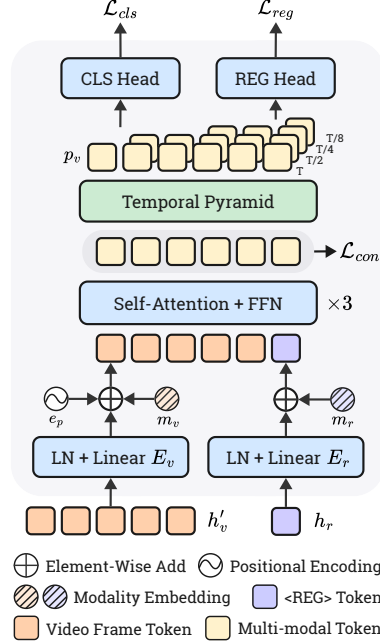 ℒ_cls ℒ_reg
CLS Head REG Head
p_v T T/2 T/4 T/8
Temporal Pyramid
ℒ_con
Self-Attention + FFN ×3
e_p m_v m_r
LN + Linear E_v LN + Linear E_r
h'_v h_r
Element-Wise Add Positional Encoding
Modality Embedding <REG> Token
Video Frame Token Multi-modal Token